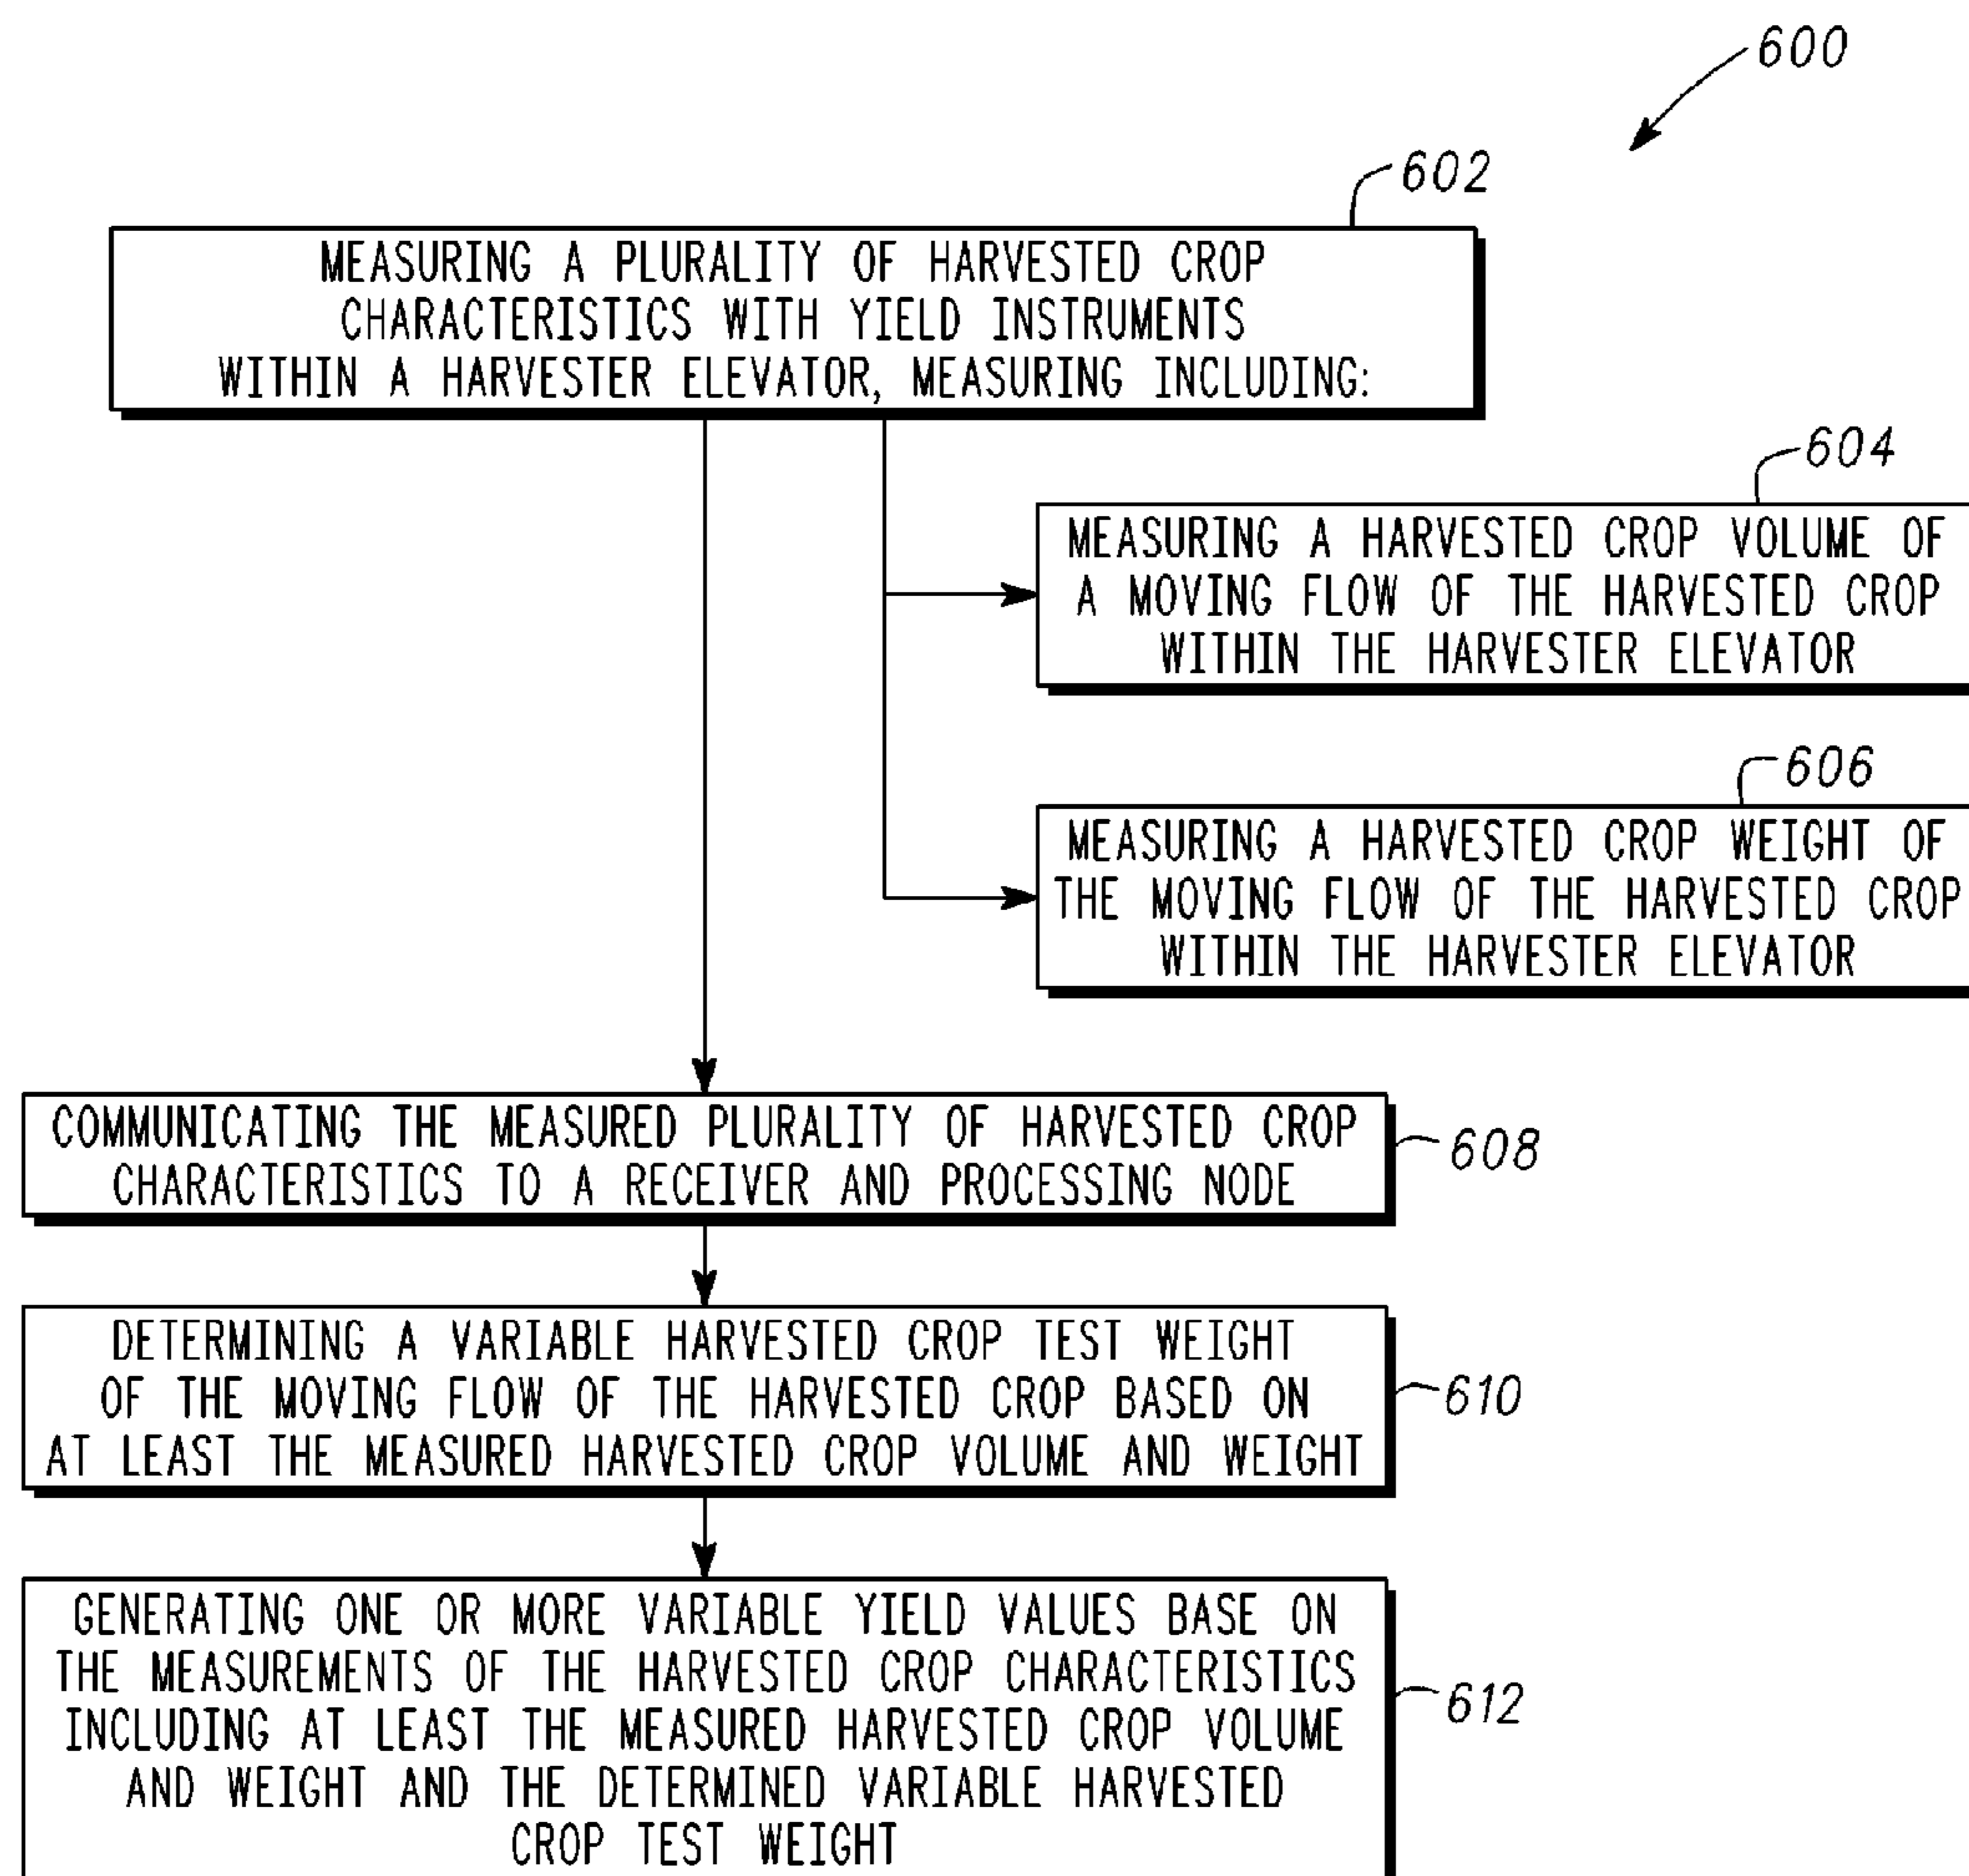 600
602
MEASURING A PLURALITY OF HARVESTED CROP
CHARACTERISTICS WITH YIELD INSTRUMENTS
WITHIN A HARVESTER ELEVATOR, MEASURING INCLUDING:
604
MEASURING A HARVESTED CROP VOLUME OF
A MOVING FLOW OF THE HARVESTED CROP
WITHIN THE HARVESTER ELEVATOR
606
MEASURING A HARVESTED CROP WEIGHT OF
THE MOVING FLOW OF THE HARVESTED CROP
WITHIN THE HARVESTER ELEVATOR
COMMUNICATING THE MEASURED PLURALITY OF HARVESTED CROP
CHARACTERISTICS TO A RECEIVER AND PROCESSING NODE
608
DETERMINING A VARIABLE HARVESTED CROP TEST WEIGHT
OF THE MOVING FLOW OF THE HARVESTED CROP BASED ON
AT LEAST THE MEASURED HARVESTED CROP VOLUME AND WEIGHT
610
GENERATING ONE OR MORE VARIABLE YIELD VALUES BASE ON
THE MEASUREMENTS OF THE HARVESTED CROP CHARACTERISTICS
INCLUDING AT LEAST THE MEASURED HARVESTED CROP VOLUME
AND WEIGHT AND THE DETERMINED VARIABLE HARVESTED
CROP TEST WEIGHT
612